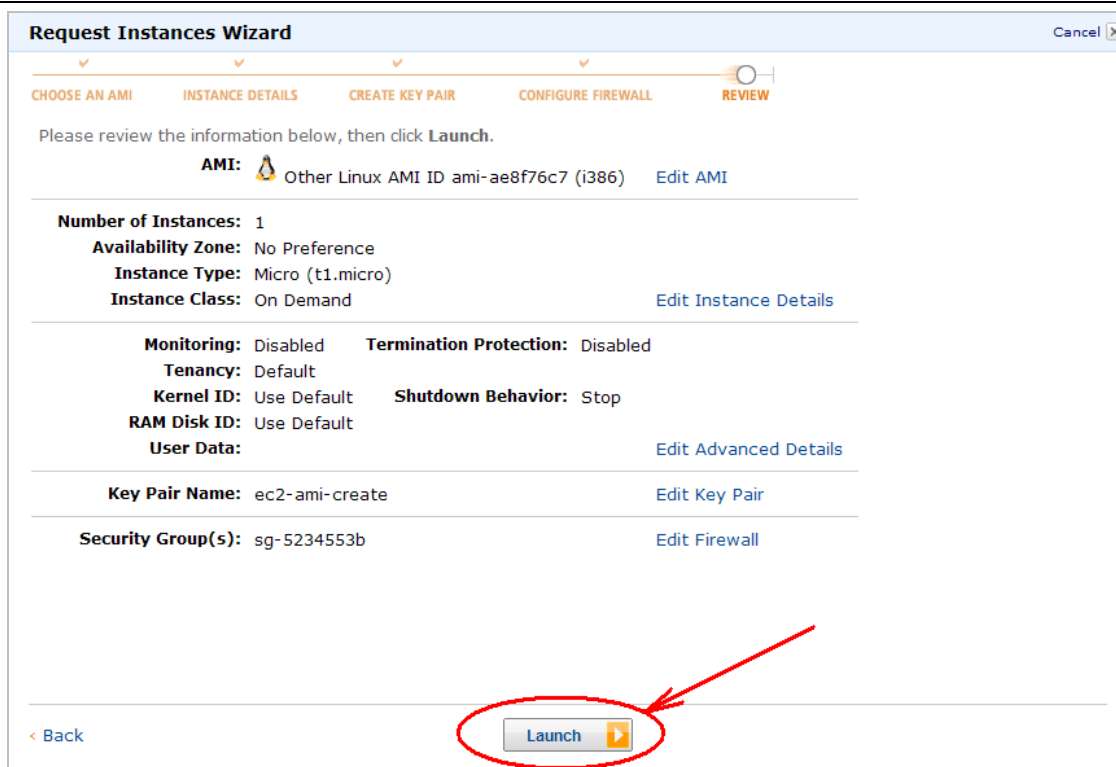 Request Instances Wizard
Cancel
CHOOSE AN AMI INSTANCE DETAILS CREATE KEY PAIR CONFIGURE FIREWALL REVIEW
Please review the information below, then click Launch.
AMI: Other Linux AMI ID ami-ae8f76c7 (i386) Edit AMI
Number of Instances: 1
Availability Zone: No Preference
Instance Type: Micro (t1.micro)
Instance Class: On Demand Edit Instance Details
Monitoring: Disabled Termination Protection: Disabled
Tenancy: Default
Kernel ID: Use Default Shutdown Behavior: Stop
RAM Disk ID: Use Default
User Data: Edit Advanced Details
Key Pair Name: ec2-ami-create Edit Key Pair
Security Group(s): sg-5234553b Edit Firewall
< Back Launch